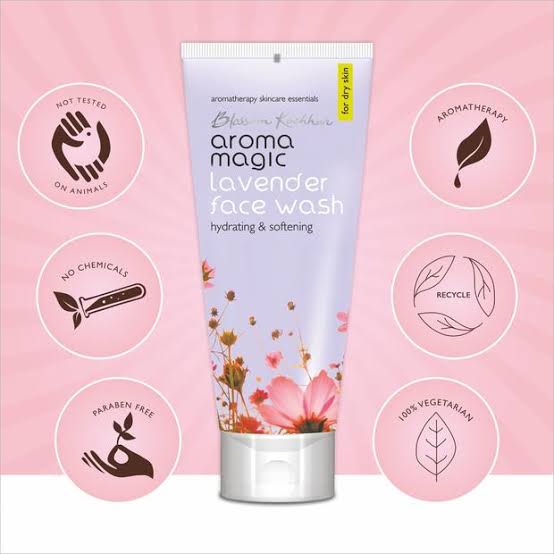 aromatherapy skincare essentials
for dry skin
Blossom Kochhar
aroma
magic
lavender
face wash
hydrating & softening
NOT TESTED
ON ANIMALS
NO CHEMICALS
PARABEN FREE
AROMATHERAPY
RECYCLE
100% VEGETARIAN